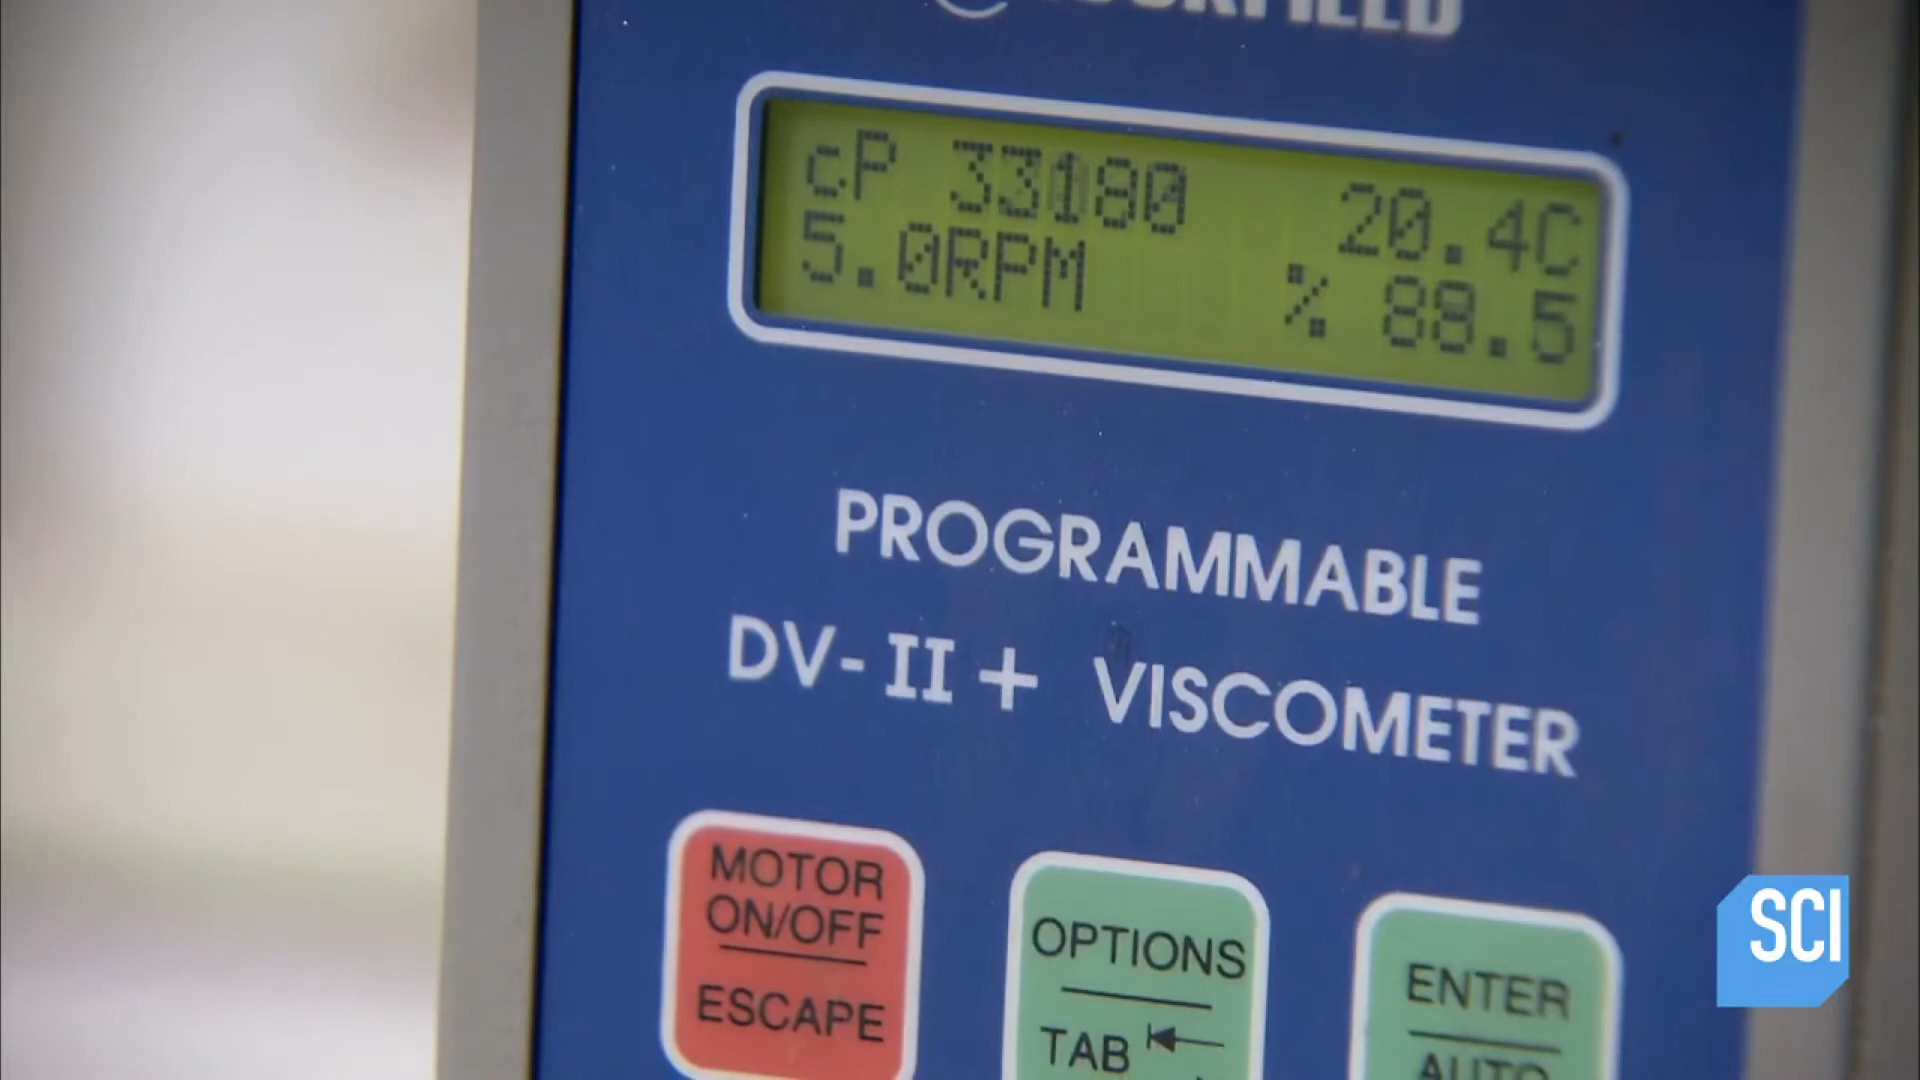 cP 33180 20.4C
5.0RPM % 88.5
PROGRAMMABLE
DV-II+ VISCOMETER
MOTOR
ON/OFF
ESCAPE
OPTIONS
TAB
ENTER
AUTO
SCI